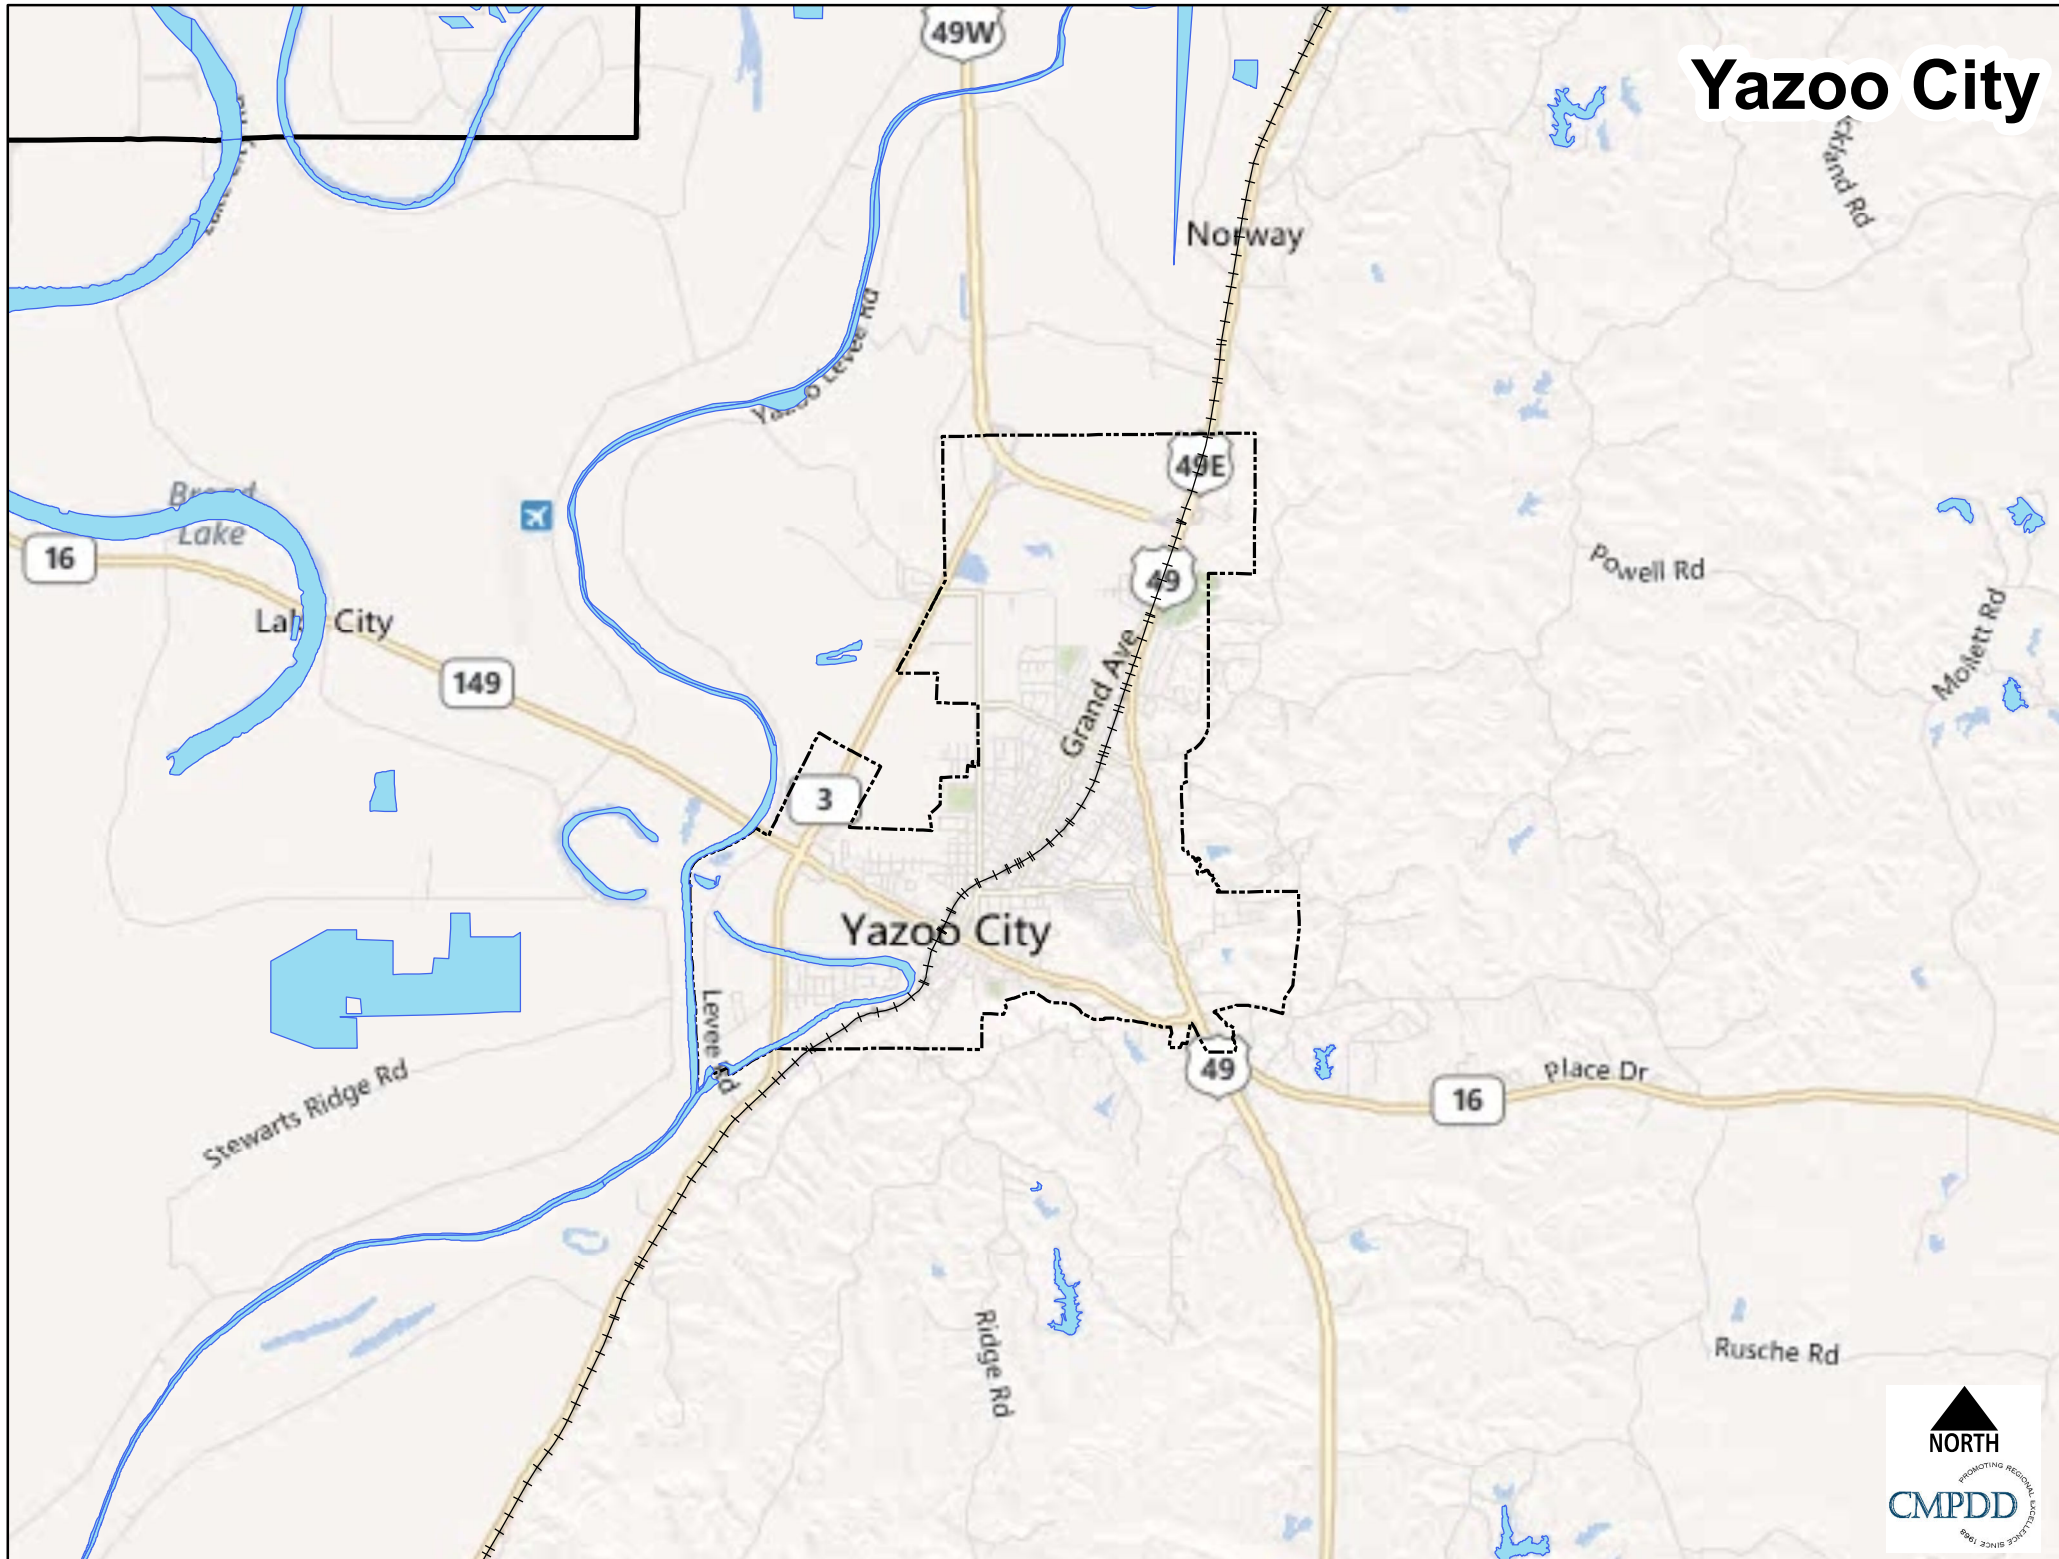 49W
Yazoo City
Norway
Yazoo Levee Rd
49E
Broad
Lake
16
49
Powell Rd
Lake City
Grand Ave
Mollett Rd
149
3
Yazoo City
Levee Rd
49
Place Dr
16
Stewarts Ridge Rd
Ridge Rd
Rusche Rd
NORTH
PROMOTING REGIONAL EXCELLENCE SINCE 1968
CMPDD